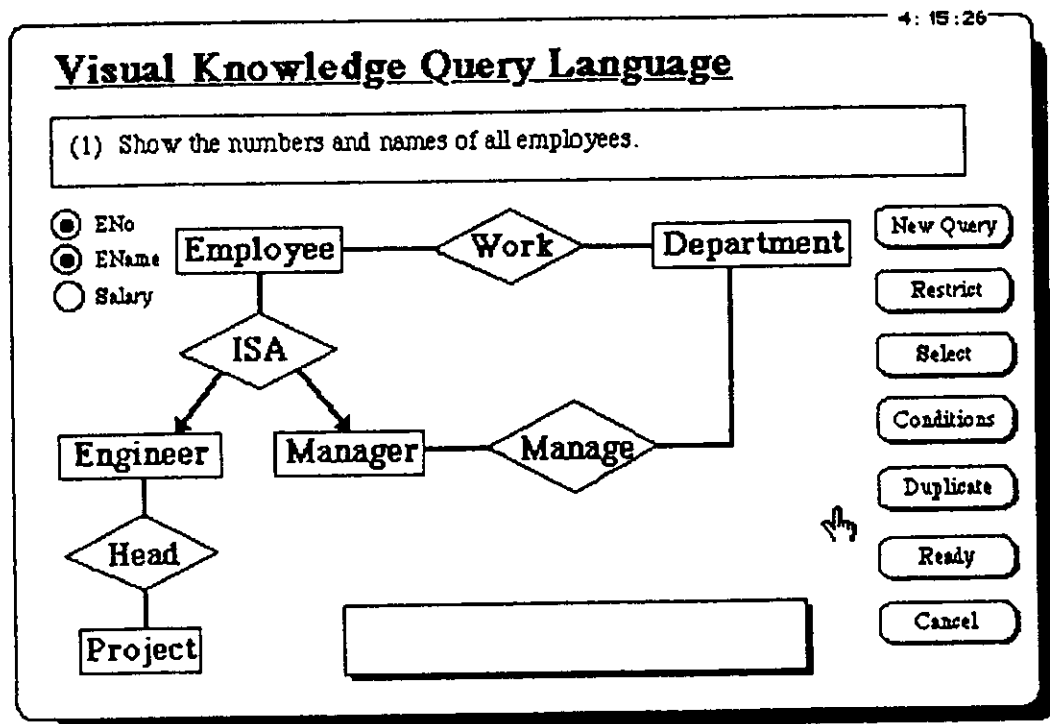 4:15:26
Visual Knowledge Query Language
(1) Show the numbers and names of all employees.
ENo
EName
Salary
Employee
Work
Department
ISA
Engineer
Manager
Manage
Head
Project
New Query
Restrict
Select
Conditions
Duplicate
Ready
Cancel